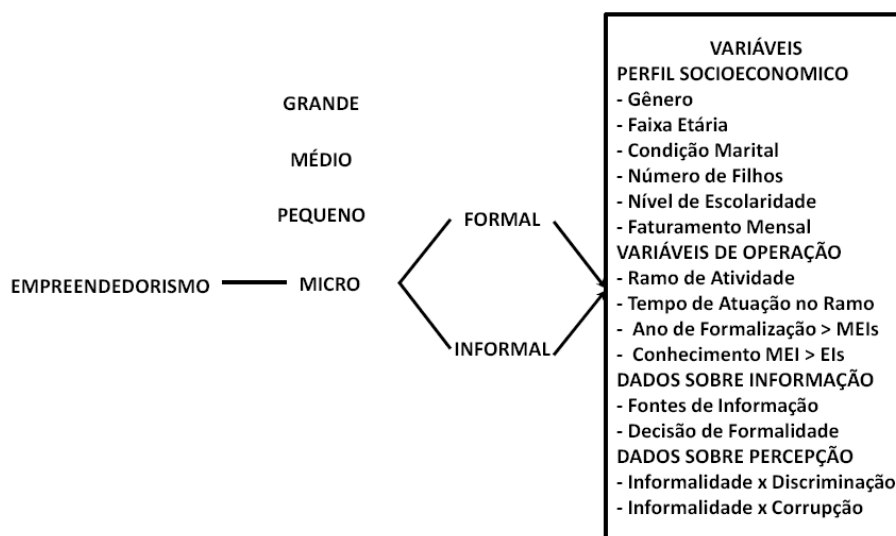 EMPREENDEDORISMO
GRANDE
MÉDIO
PEQUENO
MICRO
FORMAL
INFORMAL
VARIÁVEIS
PERFIL SOCIOECONOMICO
- Gênero
- Faixa Etária
- Condição Marital
- Número de Filhos
- Nível de Escolaridade
- Faturamento Mensal
VARIÁVEIS DE OPERAÇÃO
- Ramo de Atividade
- Tempo de Atuação no Ramo
- Ano de Formalização > MEIs
- Conhecimento MEI > EIs
DADOS SOBRE INFORMAÇÃO
- Fontes de Informação
- Decisão de Formalidade
DADOS SOBRE PERCEPÇÃO
- Informalidade x Discriminação
- Informalidade x Corrupção